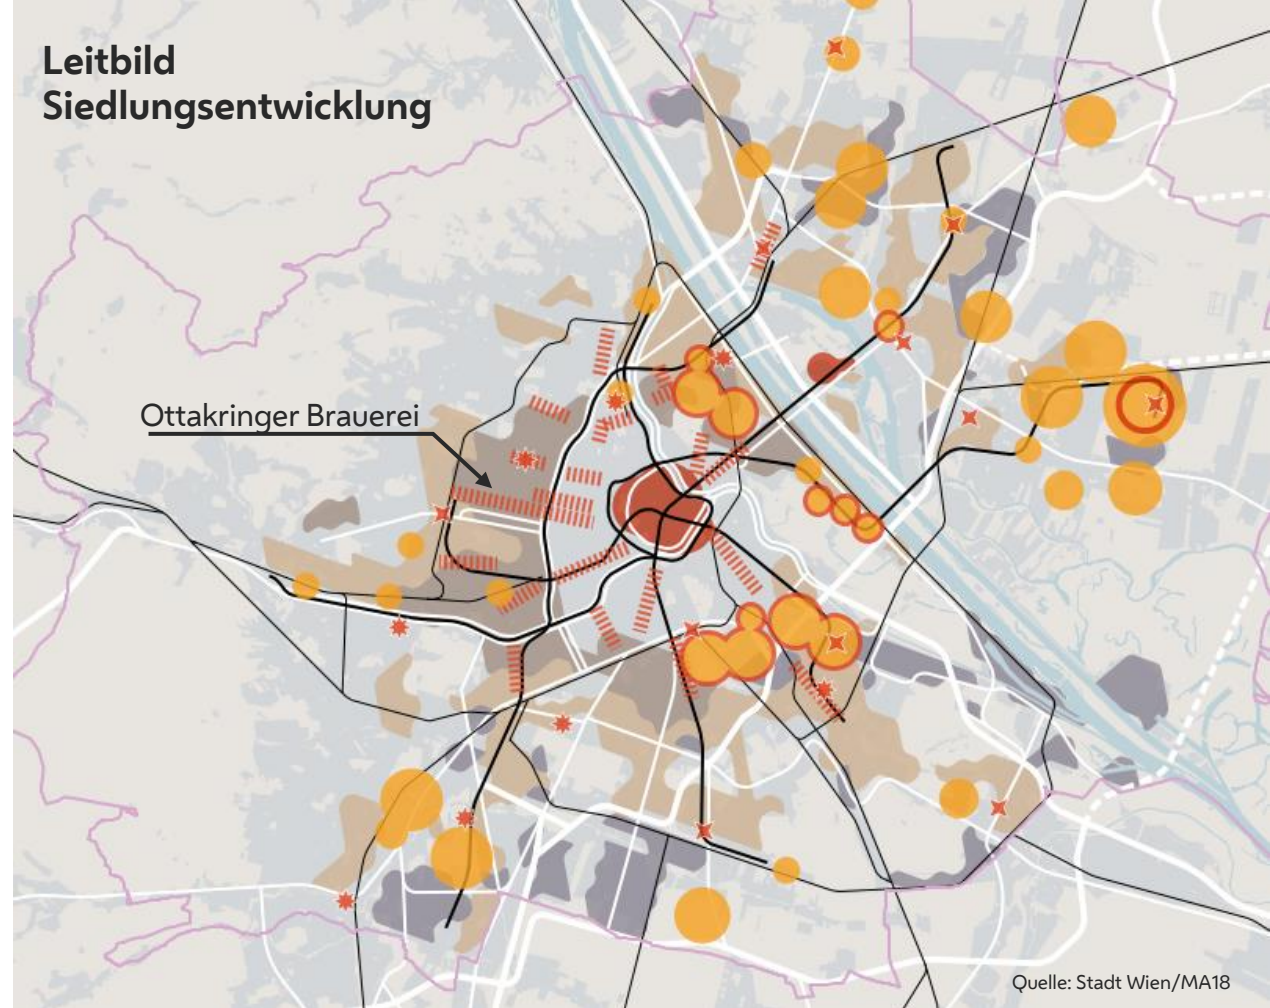 Leitbild
Siedlungsentwicklung
Ottakringer Brauerei
Quelle: Stadt Wien/MA18